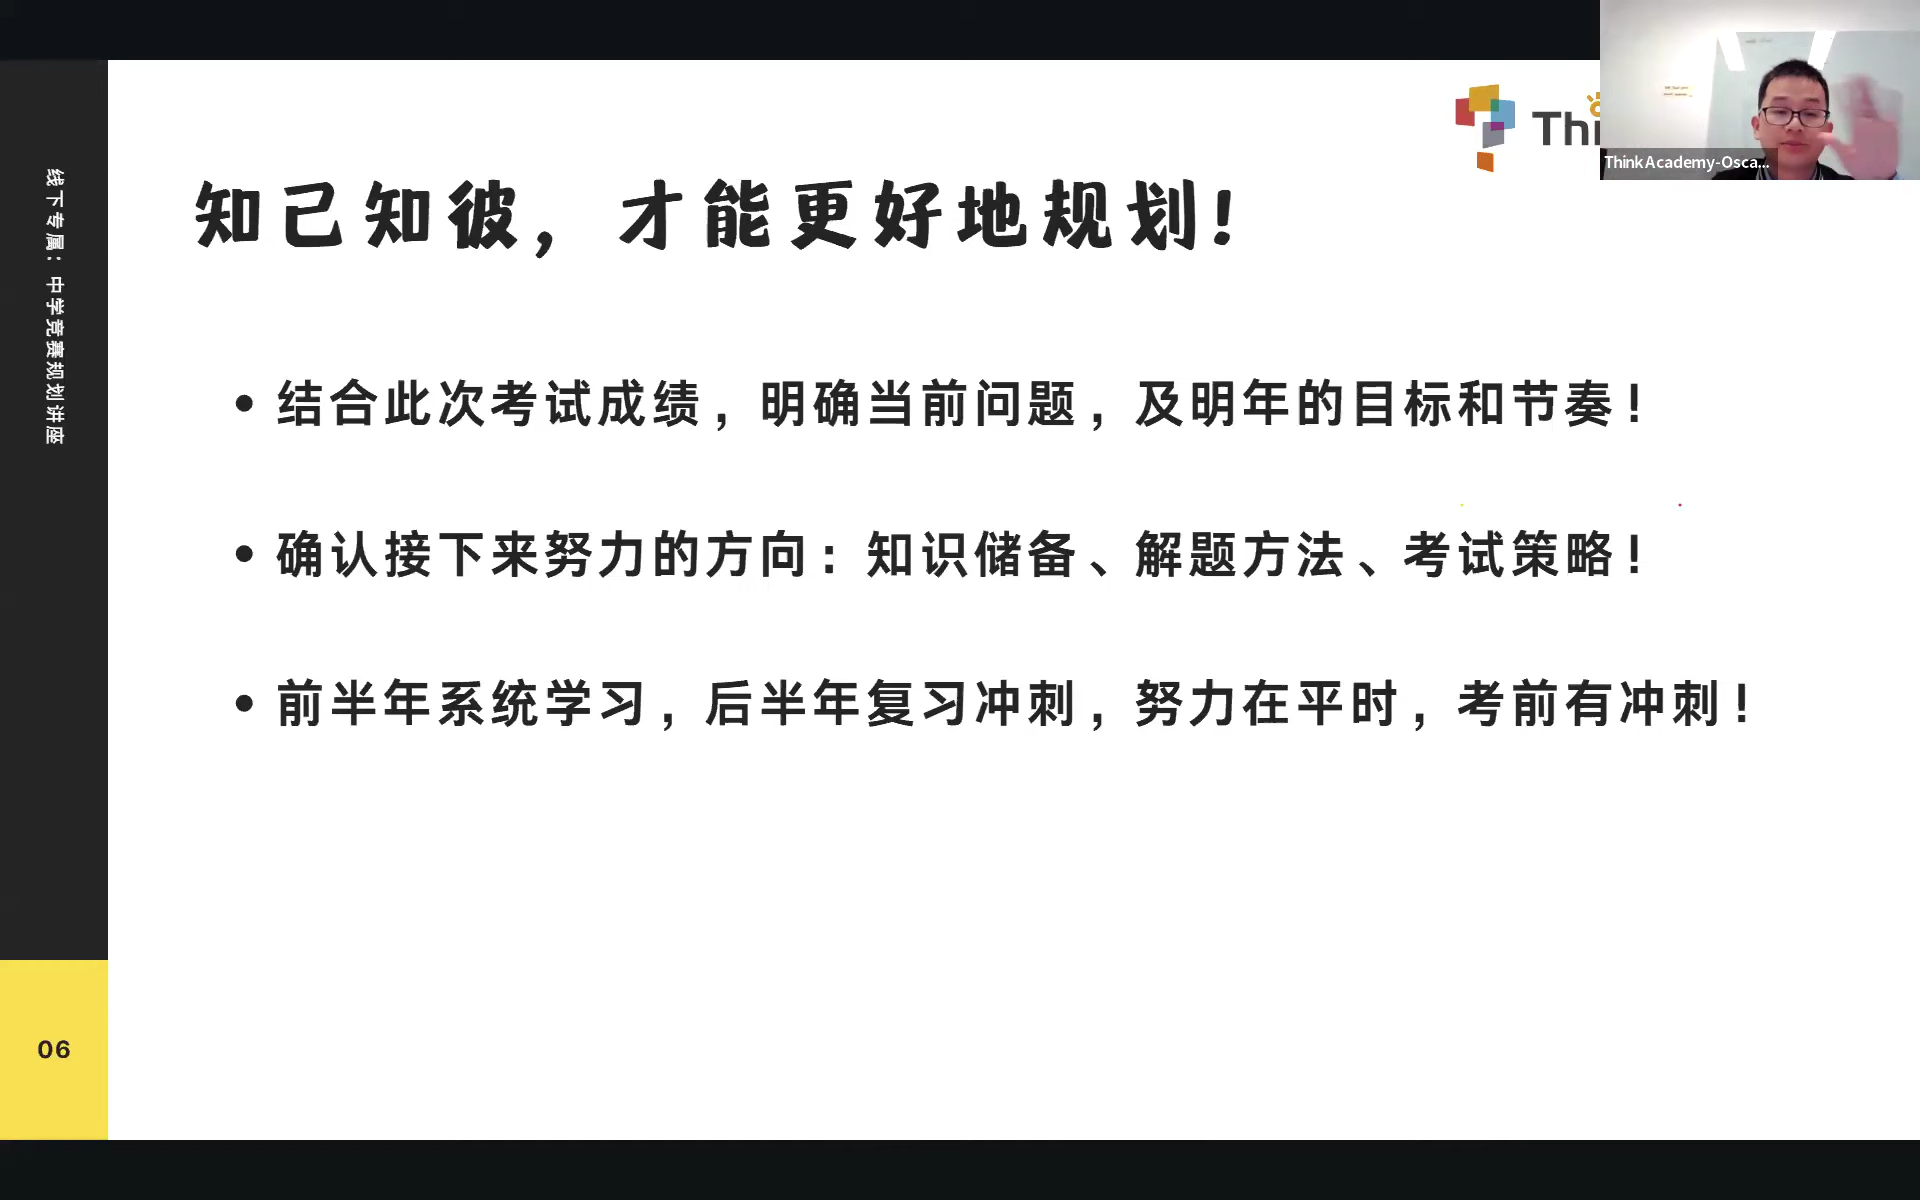 Thi
ThinkAcademy-Osca...
线下专属：中学竞赛规划讲座
知己知彼，才能更好地规划！
结合此次考试成绩，明确当前问题，及明年的目标和节奏！
确认接下来努力的方向：知识储备、解题方法、考试策略！
前半年系统学习，后半年复习冲刺，努力在平时，考前有冲刺！
06